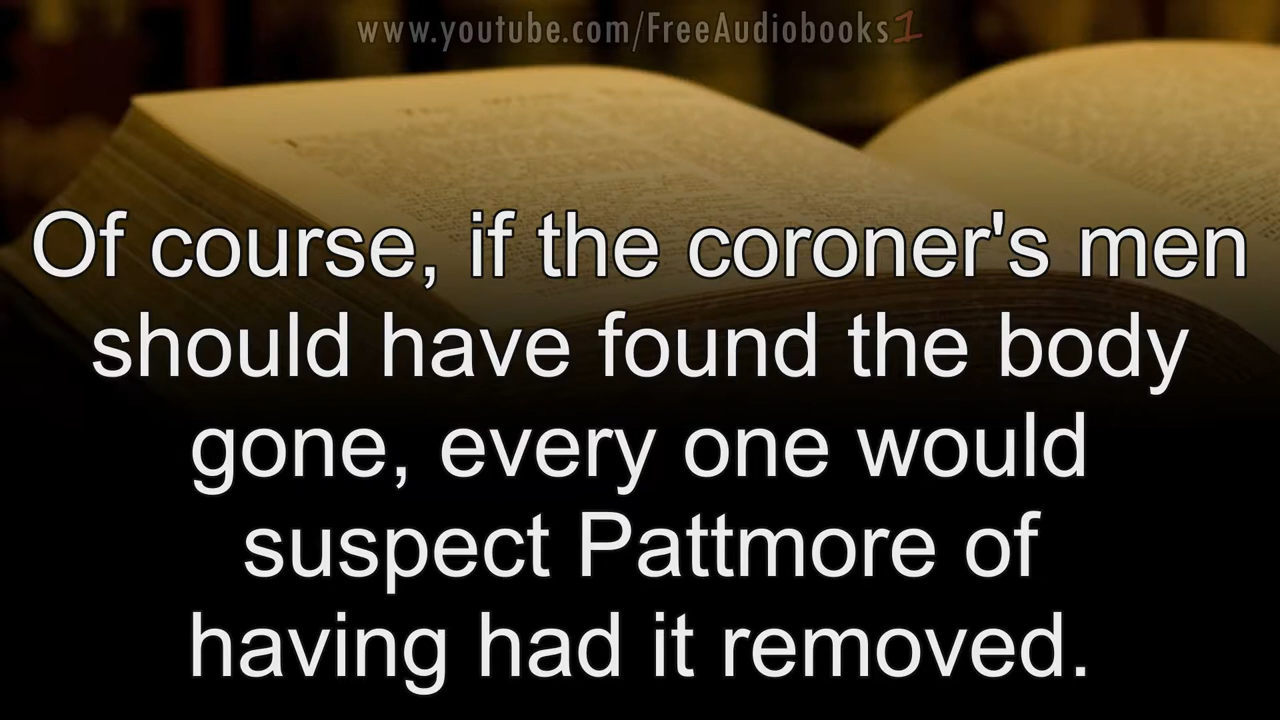 www.youtube.com/FreeAudiobooks1
Of course, if the coroner's men
should have found the body
gone, every one would
suspect Pattmore of
having had it removed.